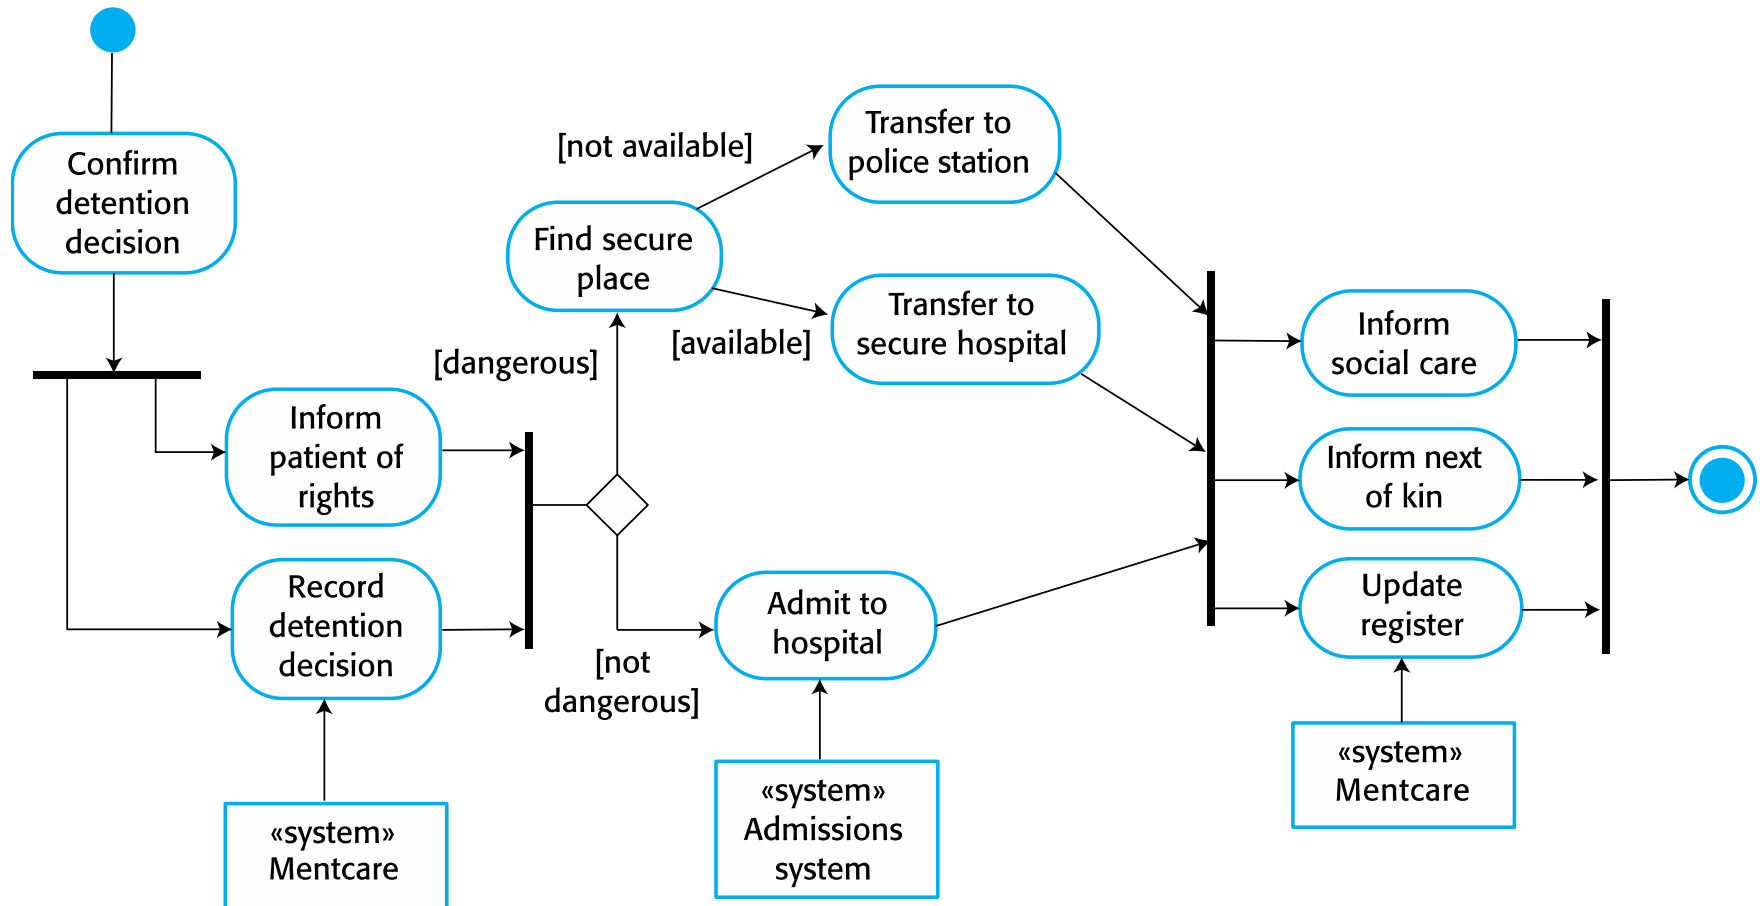 Confirm
detention
decision
Inform
patient of
rights
Record
detention
decision
«system»
Mentcare
[dangerous]
[not
dangerous]
Find secure
place
[not available]
[available]
Transfer to
police station
Transfer to
secure hospital
Admit to
hospital
«system»
Admissions
system
Inform
social care
Inform next
of kin
Update
register
«system»
Mentcare